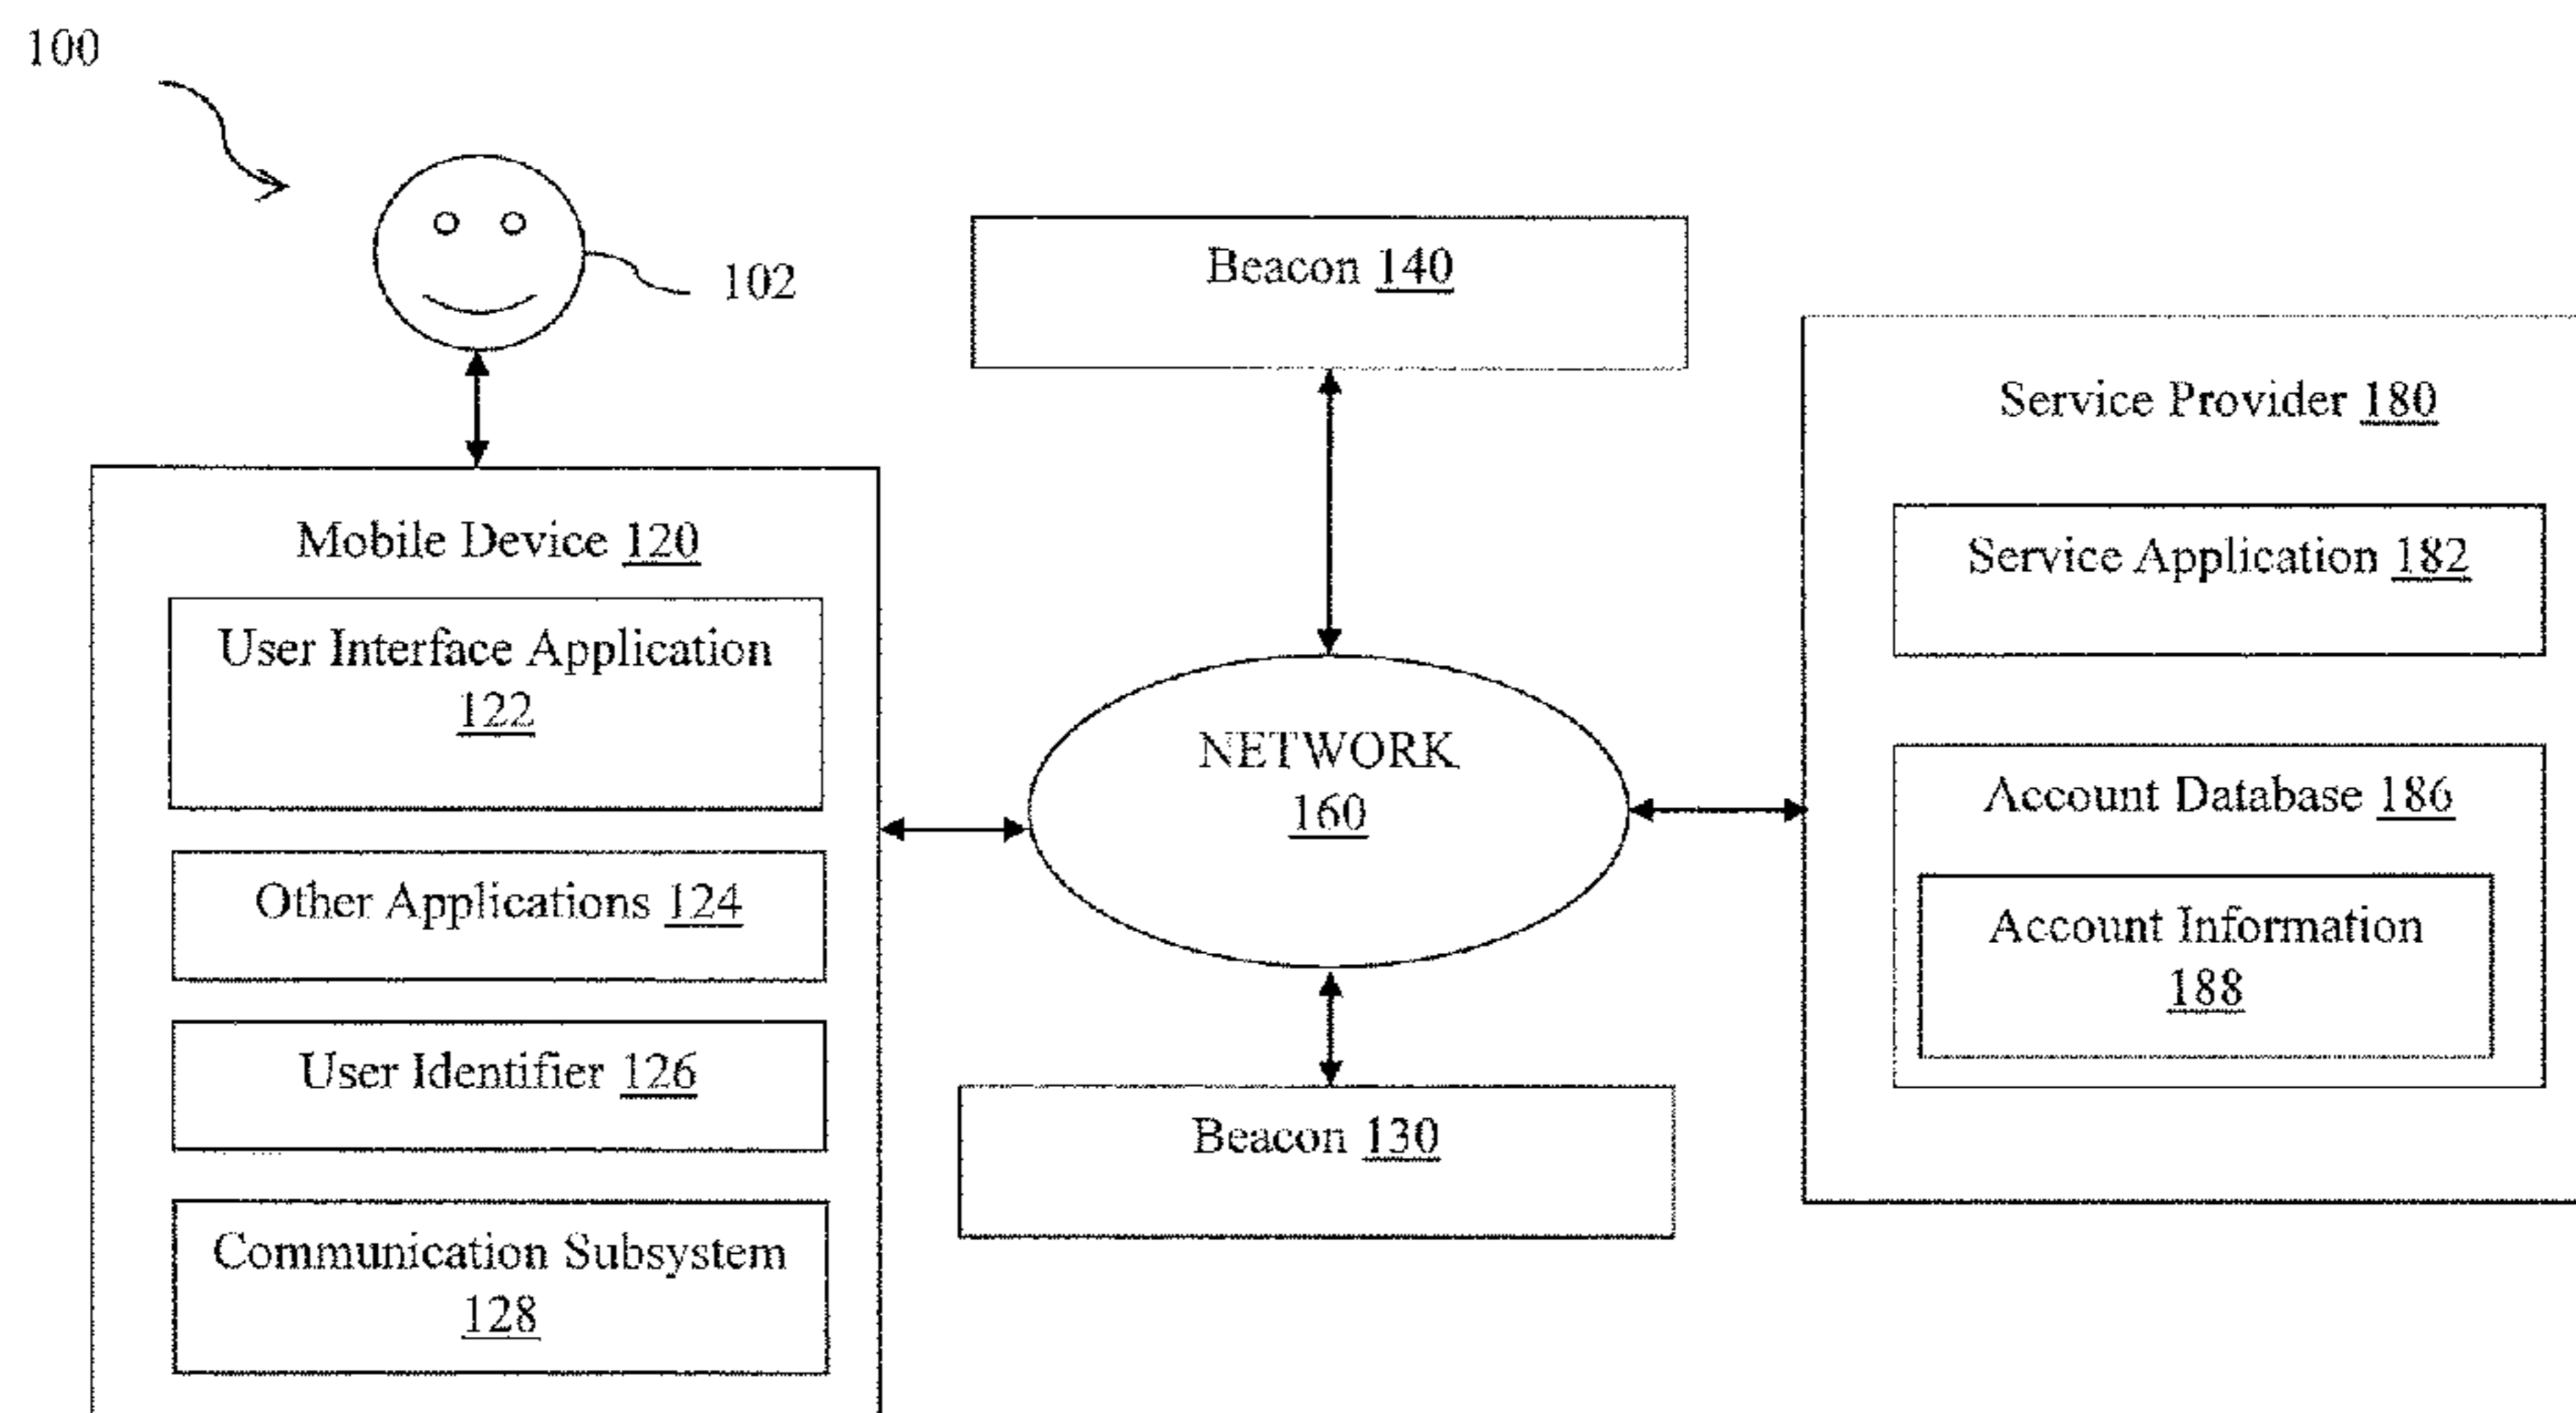 100
102
Beacon 140
Service Provider 180
Service Application 182
Mobile Device 120
User Interface Application
122
NETWORK
160
Account Database 186
Account Information
188
Other Applications 124
User Identifier 126
Beacon 130
Communication Subsystem
128